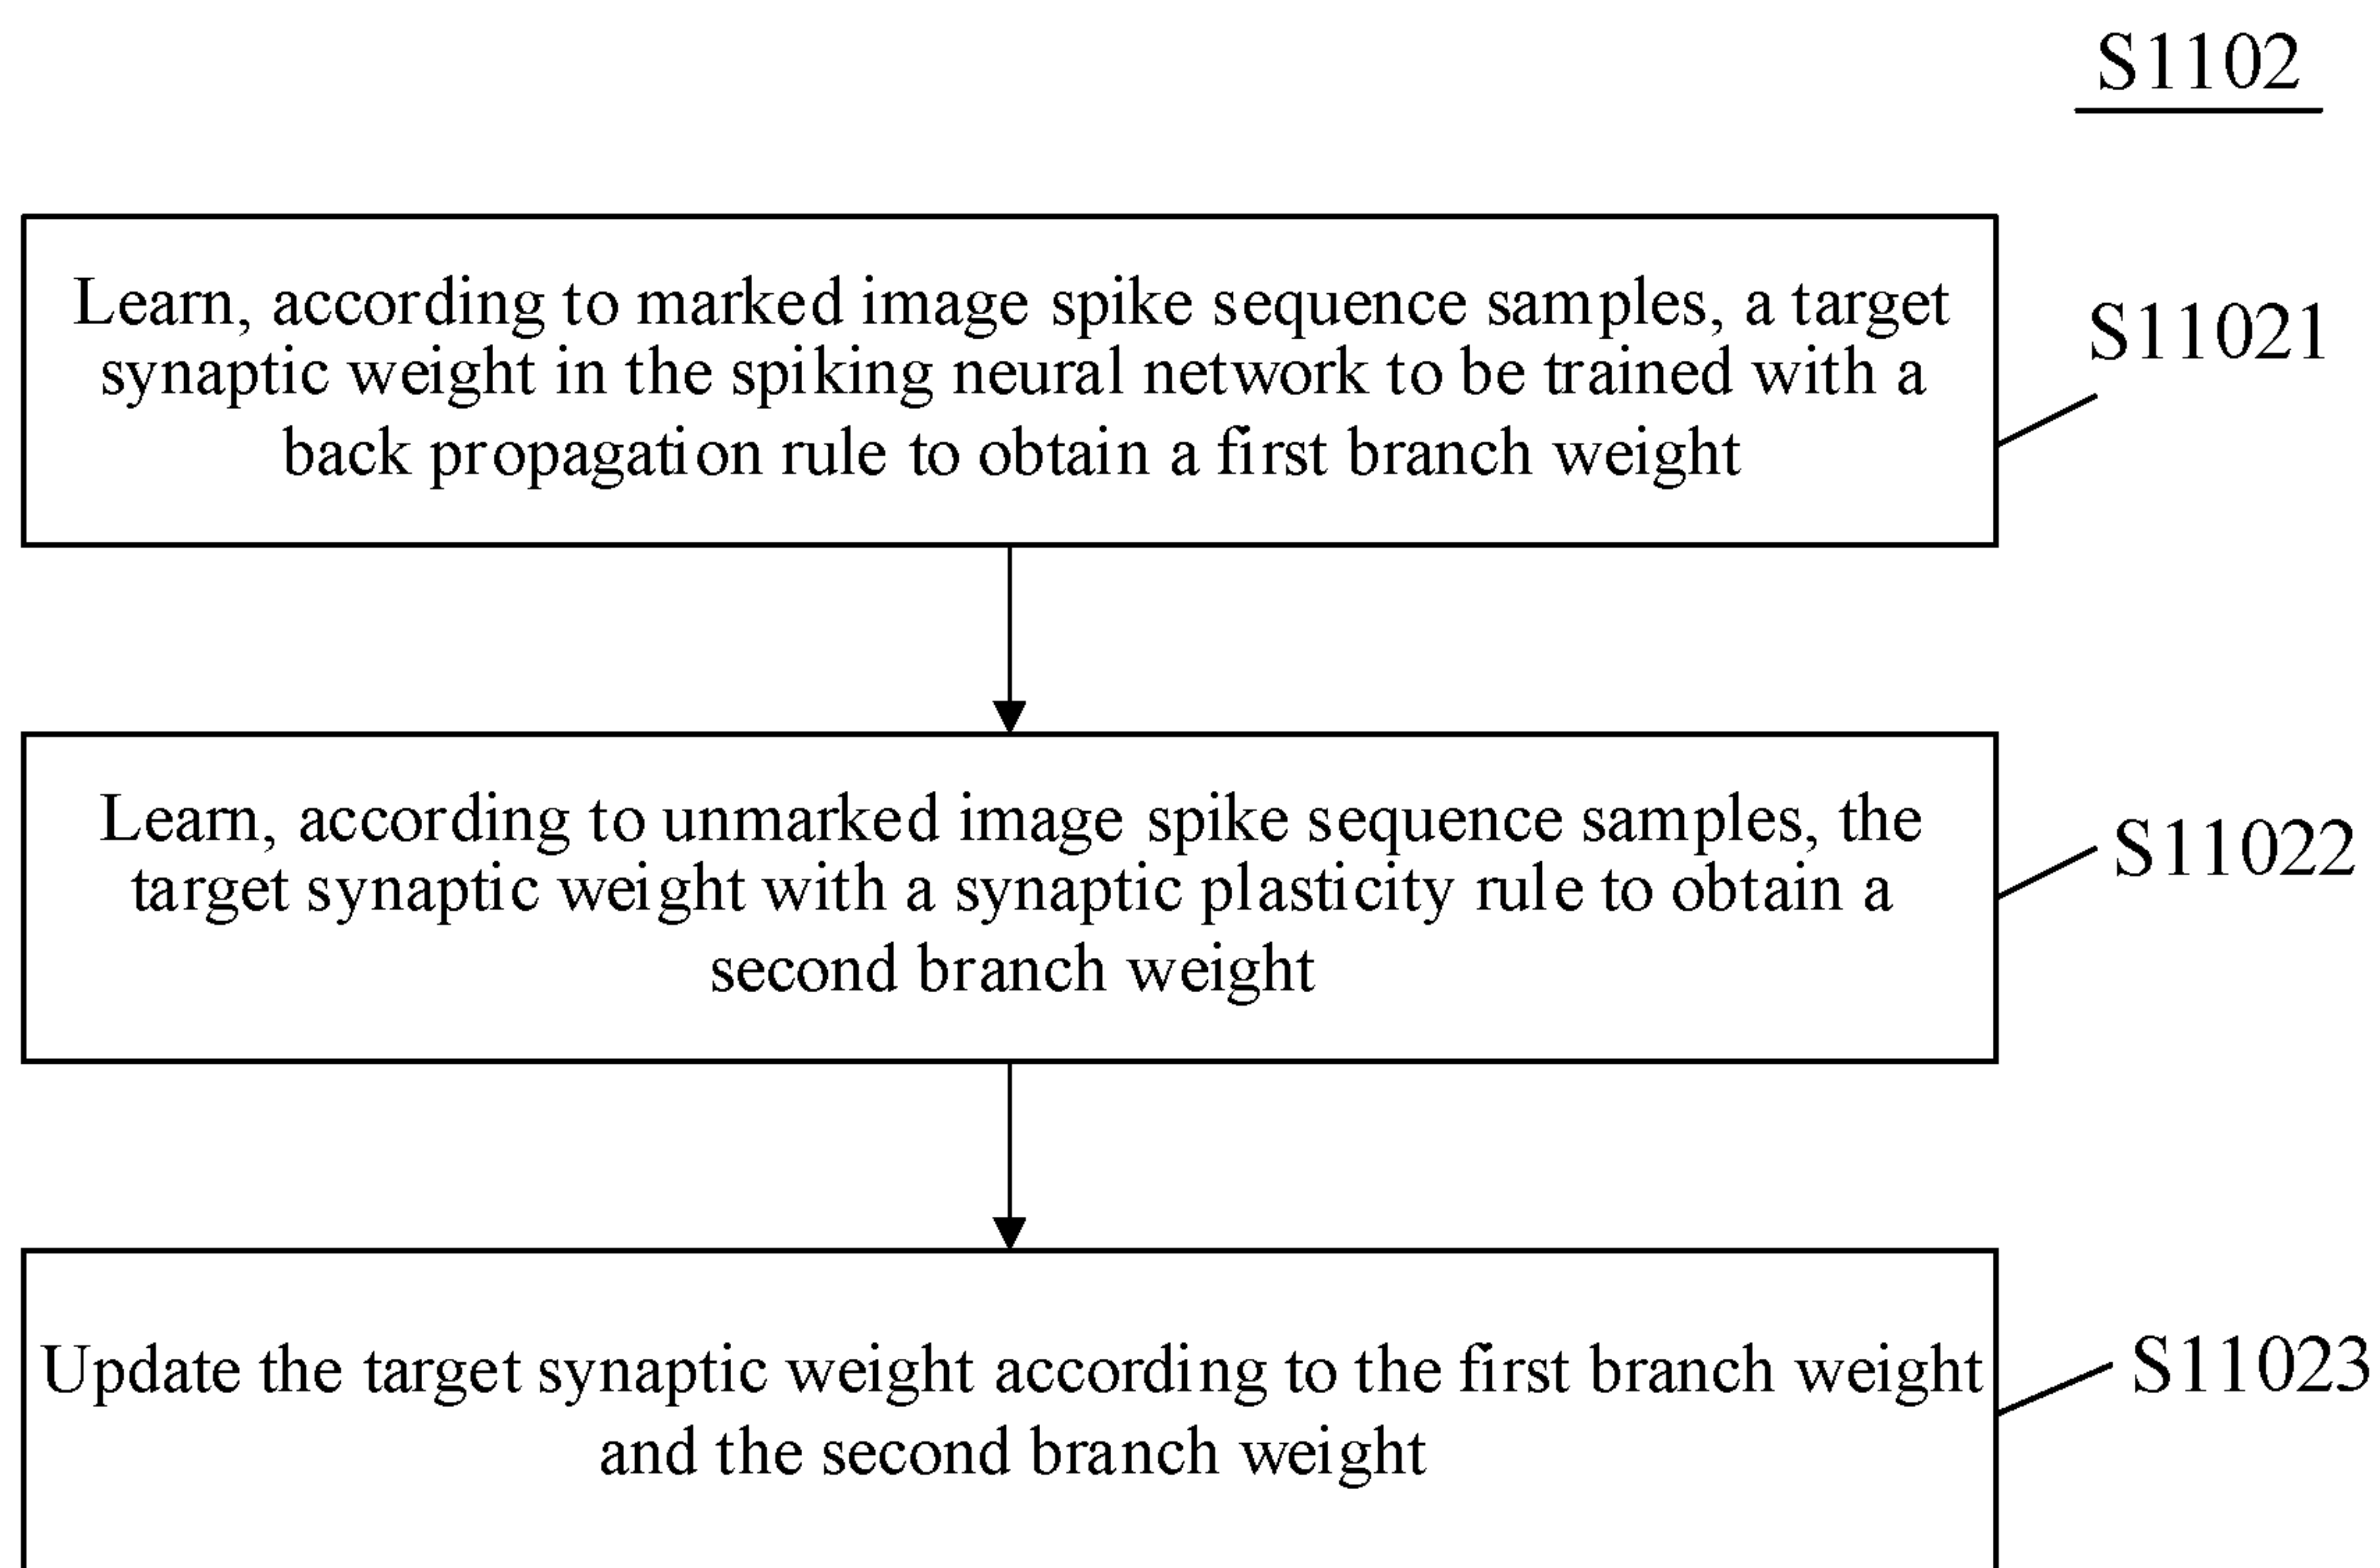 S1102
Learn, according to marked image spike sequence samples, a target
synaptic weight in the spiking neural network to be trained with a
back propagation rule to obtain a first branch weight
S11021
Learn, according to unmarked image spike sequence samples, the
target synaptic weight with a synaptic plasticity rule to obtain a
second branch weight
S11022
Update the target synaptic weight according to the first branch weight
and the second branch weight
S11023